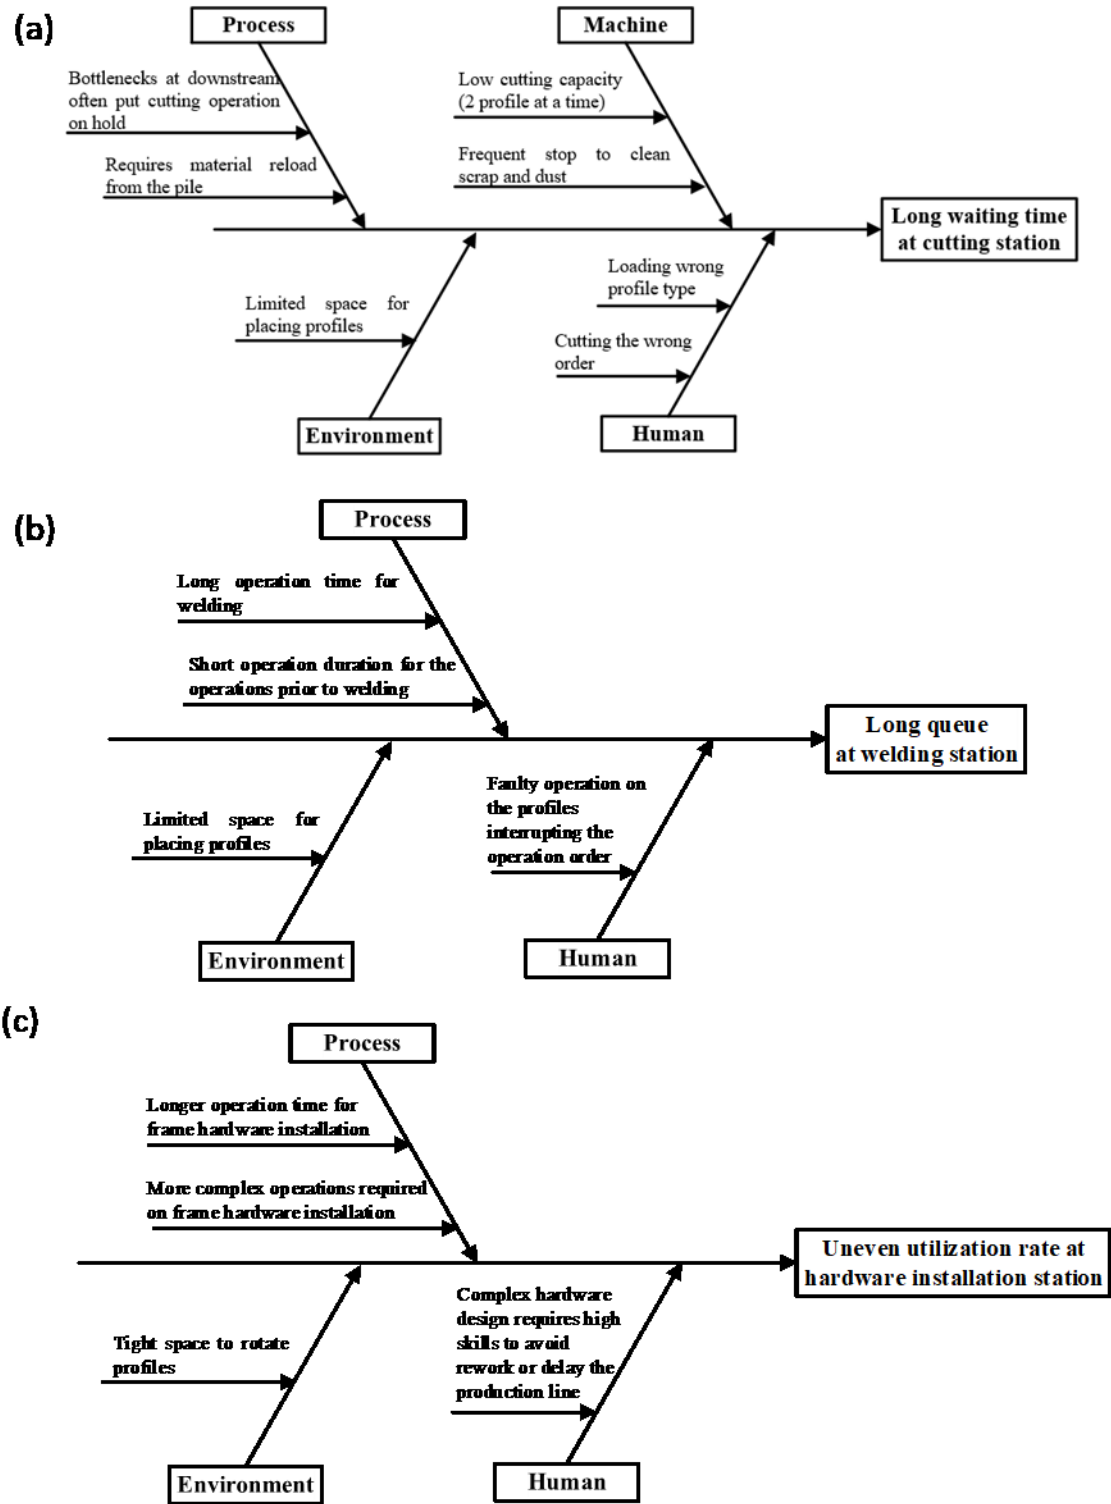 (a)
Process
Machine
Bottlenecks at downstream
often put cutting operation
on hold
Low cutting capacity
(2 profile at a time)
Requires material reload
from the pile
Frequent stop to clean
scrap and dust
Long waiting time
at cutting station
Limited space for
placing profiles
Loading wrong
profile type
Cutting the wrong
order
Environment
Human
(b)
Process
Long operation time for
welding
Short operation duration for the
operations prior to welding
Long queue
at welding station
Limited space for
placing profiles
Faulty operation on
the profiles
interrupting the
operation order
Environment
Human
(c)
Process
Longer operation time for
frame hardware installation
More complex operations required
on frame hardware installation
Uneven utilization rate at
hardware installation station
Tight space to rotate
profiles
Complex hardware
design requires high
skills to avoid
rework or delay the
production line
Environment
Human